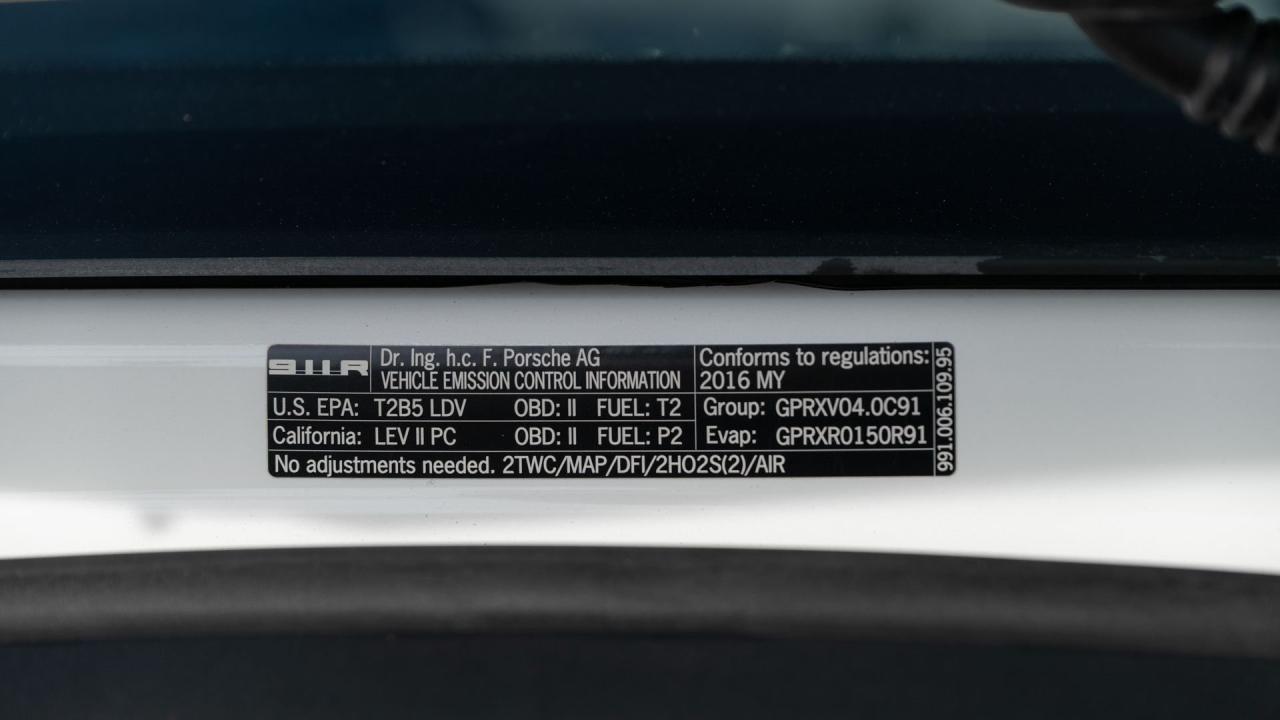 911R
Dr. Ing. h.c. F. Porsche AG
VEHICLE EMISSION CONTROL INFORMATION
Conforms to regulations:
2016 MY
U.S. EPA: T2B5 LDV OBD: II FUEL: T2
Group: GPRXV04.0C91
California: LEV II PC OBD: II FUEL: P2
Evap: GPRXR0150R91
No adjustments needed. 2TWC/MAP/DFI/2HO2S(2)/AIR
991.006.109.95